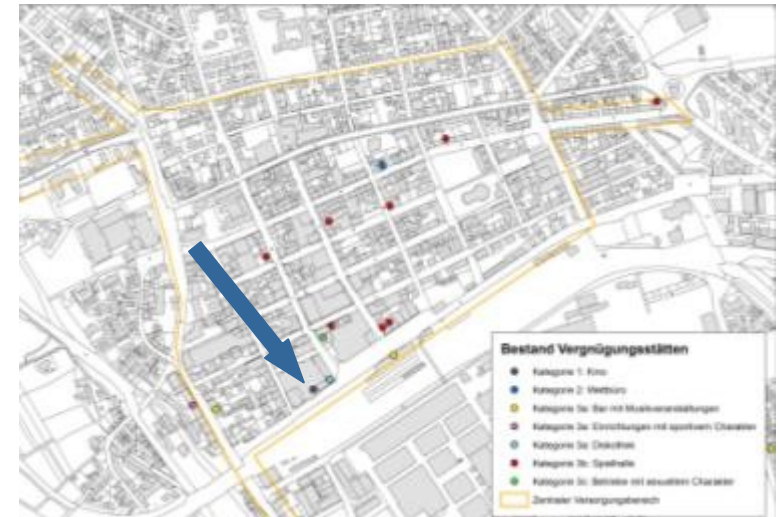 Bestand Vergnügungsstätten
Kategorie 1: Kino
Kategorie 2: Wettbüro
Kategorie 3a: Bar mit Musikveranstaltungen
Kategorie 3a: Einrichtungen mit sportivem Charakter
Kategorie 3a: Diskothek
Kategorie 3b: Spielhalle
Kategorie 3c: Betriebe mit sexuellem Charakter
Zentraler Versorgungsbereich